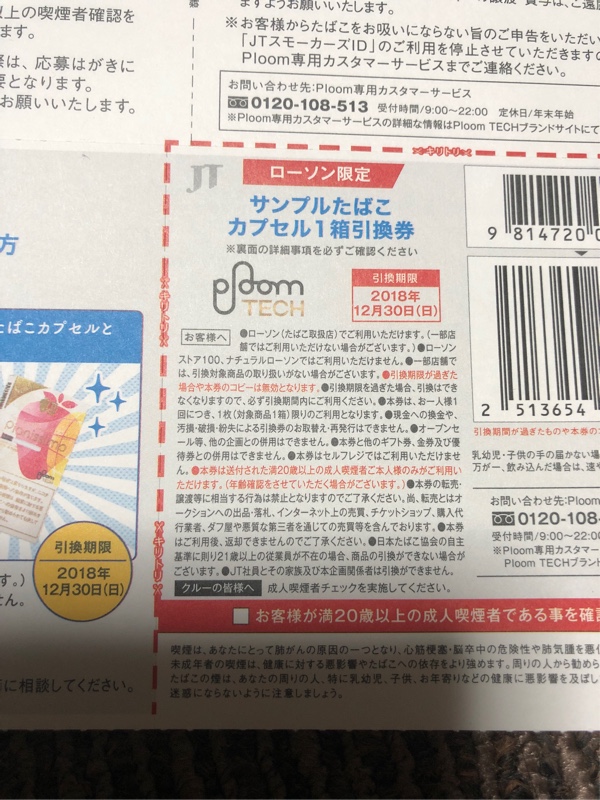 以上の喫煙者確認を
ます。
際は、応募はがきに
要となります。
お願いいたします。
ますようお願いいたします。
※お客様からたばこをお吸いにならない旨のご申告をいただい
「JTスモーカーズID」のご利用を停止させていただきますの
Ploom専用カスタマーサービスまでご連絡ください。
お問い合わせ先:Ploom専用カスタマーサービス
0120-108-513 受付時間/9:00〜22:00 定休日/年末年始
※Ploom専用カスタマーサービスの詳細な情報はPloom TECHブランドサイトにて
キリトリ
JT
ローソン限定
サンプルたばこ
カプセル1箱引換券
※裏面の詳細事項を必ずご確認ください
Ploom
TECH
引換期限
2018年
12月30日(日)
お客様へ
●ローソン(たばこ取扱店)でご利用いただけます。(一部店
舗ではご利用いただけない場合がございます。)●ローソン
ストア100、ナチュラルローソンではご利用いただけません。●一部店舗で
は、引換対象商品の取り扱いがない場合がございます。●引換期限が過ぎた
場合や本券のコピーは無効となります。●引換期限を過ぎた場合、引換はでき
なくなりますので、必ず引換期間内にご利用ください。●本券は、お一人様1
回につき、1枚(対象商品1箱)限りのご利用となります。●現金への換金や、
汚損・破損・紛失による引換券のお取替え・再発行はできません。●オープン
セール等、他の企画との併用はできません。●本券と他のギフト券、金券及び優
待券との併用はできません。●本券はセルフレジではご利用いただけません。
●本券は送付された満20歳以上の成人喫煙者ご本人様のみがご利用いただ
けます。(年齢確認をさせていただく場合がございます。)●本券の転売・
譲渡等に相当する行為は禁止となりますのでご了承ください。尚、転売とはオ
ークションへの出品・落札、インターネット上の売買、チケットショップ、購入代
行業者、ダフ屋や悪質な第三者を通じての売買等を含んでおります。●本券
はご利用後、返却できませんのでご了承ください。●日本たばこ協会の自主
基準に則り21歳以上の従業員が不在の場合、商品の引換ができない場合が
ございます。●JT社員とその家族及び本企画関係者は引換ができません。
クルーの皆様へ 成人喫煙者チェックを実施してください。
お客様が満20歳以上の成人喫煙者である事を確認
喫煙は、あなたにとって肺がんの原因の一つとなり、心筋梗塞・脳卒中の危険性や肺気腫を悪化
未成年者の喫煙は、健康に対する悪影響やたばこへの依存をより強めます。周りの人から勧めら
たばこの煙は、あなたの周りの人、特に乳幼児、子供、お年寄りなどの健康に悪影響を及ぼし
迷惑にならないように注意しましょう。
9 814720 0
2 513654
引換期間が過ぎたものや本券のコ
乳幼児・子供の手の届かない場
万が一、飲み込んだ場合は、速や
お問い合わせ先:Ploo
0120-108-
受付時間/9:00〜22:00
※Ploom専用カスタマー
Ploom TECHブラン
方
たばこカプセルと
キリトリ
キリトリ
引換期限
2018年
12月30日(日)
す。)
せん。
に相談してください。